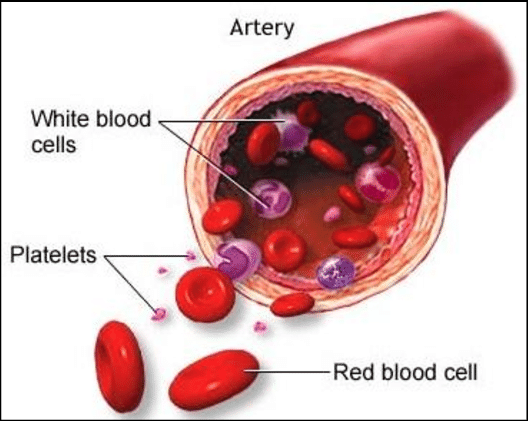 Artery
White blood
cells
Platelets
Red blood cell